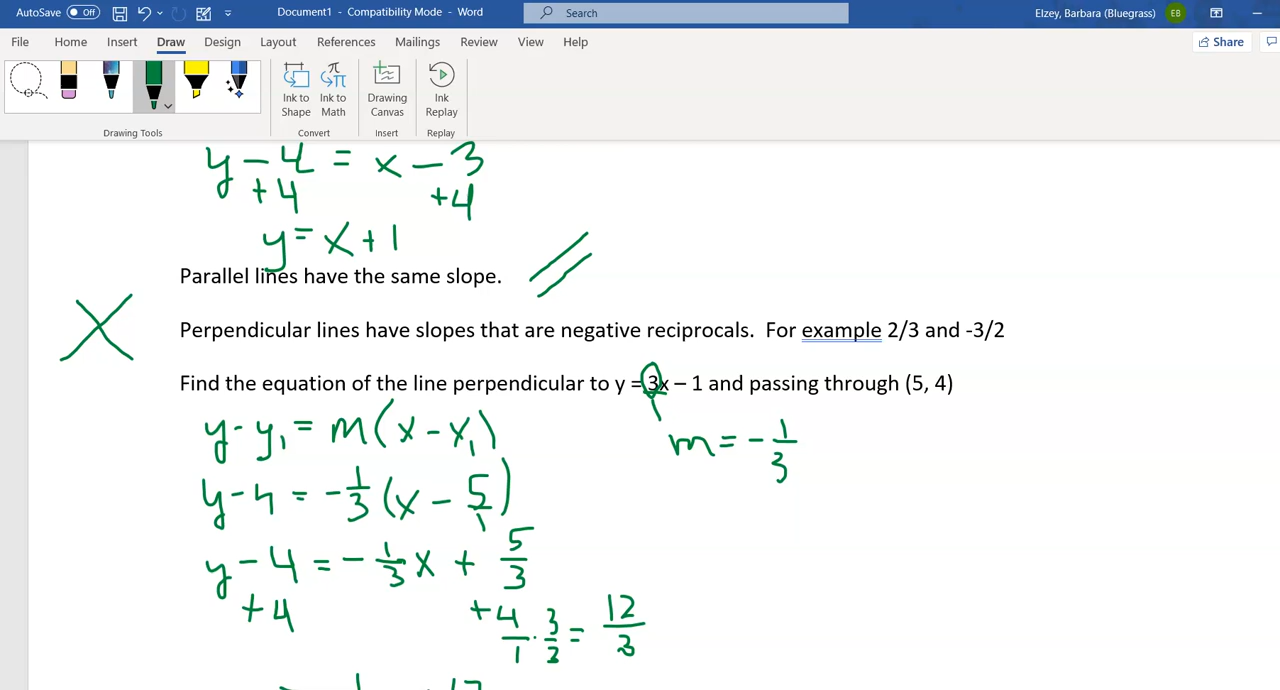 AutoSave Off Document1 - Compatibility Mode - Word Search Elzey, Barbara (Bluegrass) EB
File Home Insert Draw Design Layout References Mailings Review View Help Share
Ink to Shape Ink to Math Drawing Canvas Ink Replay
Drawing Tools Convert Insert Replay
y - 4 = x - 3
+4 +4
y = x + 1
Parallel lines have the same slope.
Perpendicular lines have slopes that are negative reciprocals. For example 2/3 and -3/2
Find the equation of the line perpendicular to y = 3x – 1 and passing through (5, 4)
1
y - y₁ = m(x - x₁)
m = - 1/3
y - 4 = - 1/3 (x - 5/1)
y - 4 = - 1/3 x + 5/3
+4 +4/1 · 3/3 = 12/3